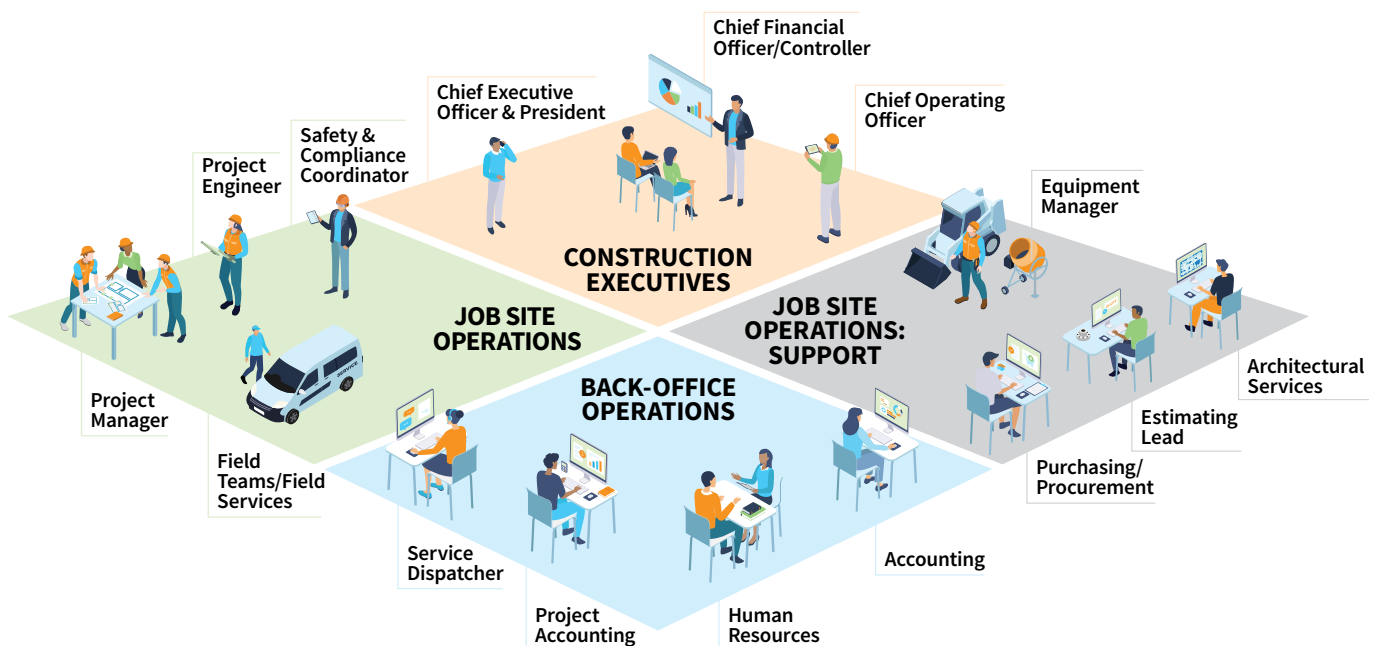 Chief Financial
Officer/Controller
Chief Executive
Officer & President
Chief Operating
Officer
Safety &
Compliance
Coordinator
Project
Engineer
Equipment
Manager
CONSTRUCTION
EXECUTIVES
JOB SITE
OPERATIONS
JOB SITE
OPERATIONS:
SUPPORT
BACK-OFFICE
OPERATIONS
SERVICE
Project
Manager
Field
Teams/Field
Services
Architectural
Services
Estimating
Lead
Purchasing/
Procurement
Service
Dispatcher
Accounting
Project
Accounting
Human
Resources